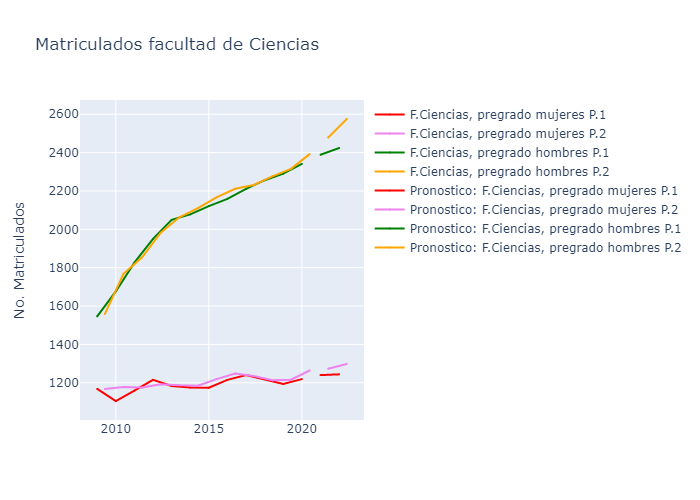 Matriculados facultad de Ciencias
No. Matriculados
2600
2400
2200
2000
1800
1600
1400
1200
2010
2015
2020
F.Ciencias, pregrado mujeres P.1
F.Ciencias, pregrado mujeres P.2
F.Ciencias, pregrado hombres P.1
F.Ciencias, pregrado hombres P.2
Pronostico: F.Ciencias, pregrado mujeres P.1
Pronostico: F.Ciencias, pregrado mujeres P.2
Pronostico: F.Ciencias, pregrado hombres P.1
Pronostico: F.Ciencias, pregrado hombres P.2